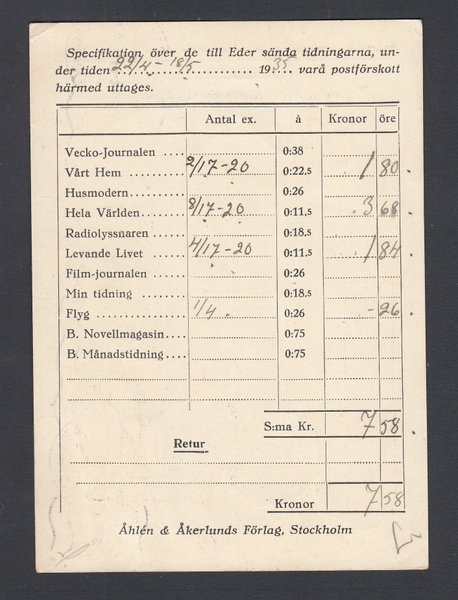 Specifikation över de till Eder sända tidningarna, un-
der tiden 22/4 - 18/5 1935 varå postförskott
härmed uttages.
Antal ex. à Kronor öre
Vecko-Journalen .... 0:38
Vårt Hem ........ 2/17-20 0:22.5 1 80
Husmodern........ 0:26
Hela Världen...... 8/17-20 0:11.5 3 68
Radiolyssnaren .... 0:18.5
Levande Livet .... 4/17-20 0:11.5 1 84
Film-journalen .... 0:26
Min tidning ...... 0:18.5
Flyg ............ 1/4 0:26 - 26
B. Novellmagasin.... 0:75
B. Månadstidning.... 0:75
S:ma Kr. 7 58
Retur
Kronor 7 58
Åhlén & Åkerlunds Förlag, Stockholm